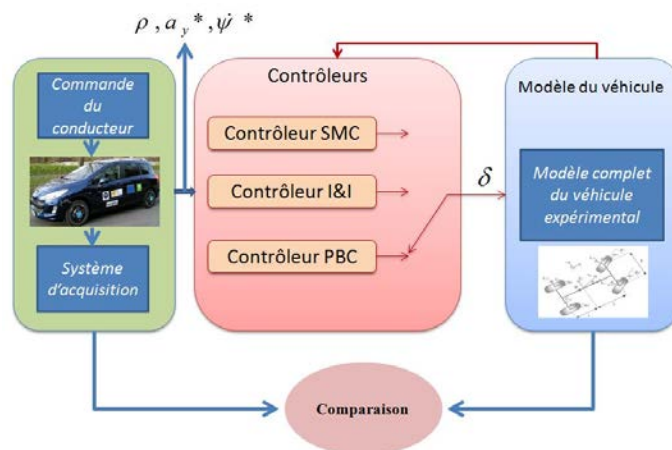 ρ , a_y * , ψ̇ *
Commande
du
conducteur
Système
d'acquisition
Contrôleurs
Contrôleur SMC
Contrôleur I&I
Contrôleur PBC
δ
Modèle du véhicule
Modèle complet
du véhicule
expérimental
Comparaison